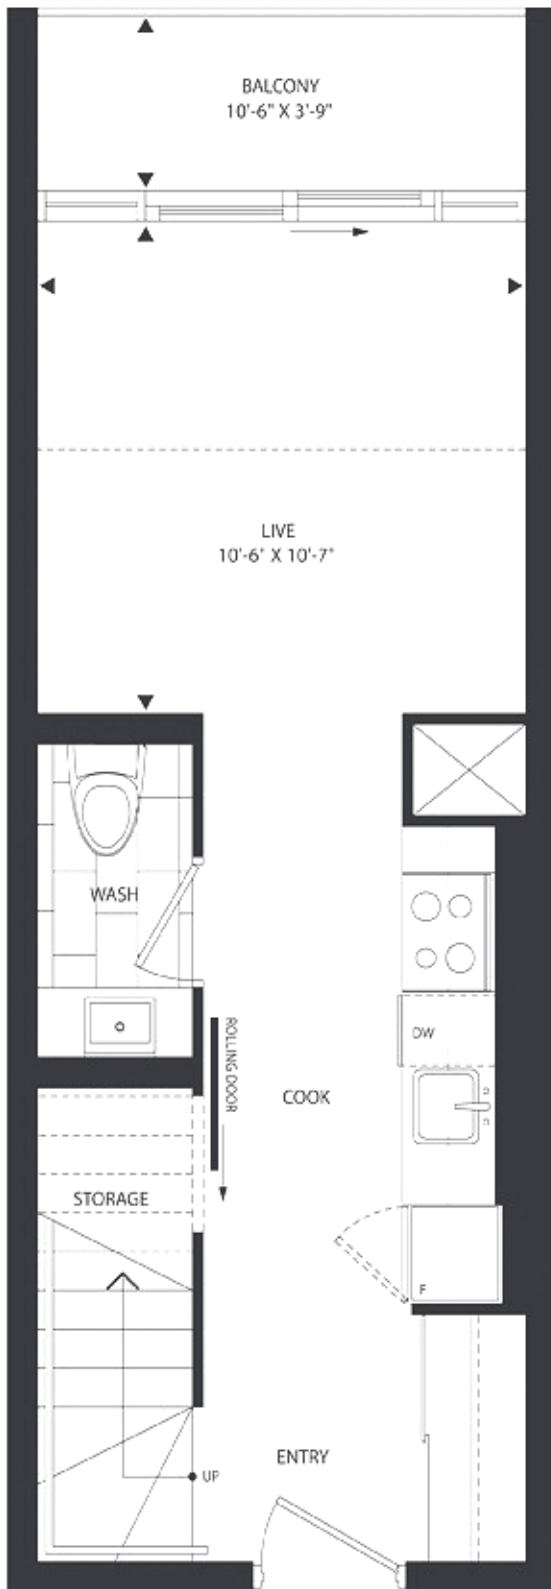 BALCONY
10'-6" X 3'-9"
LIVE
10'-6' X 10'-7"
WASH
ROLLING DOOR
DW
COOK
STORAGE
F
ENTRY
UP